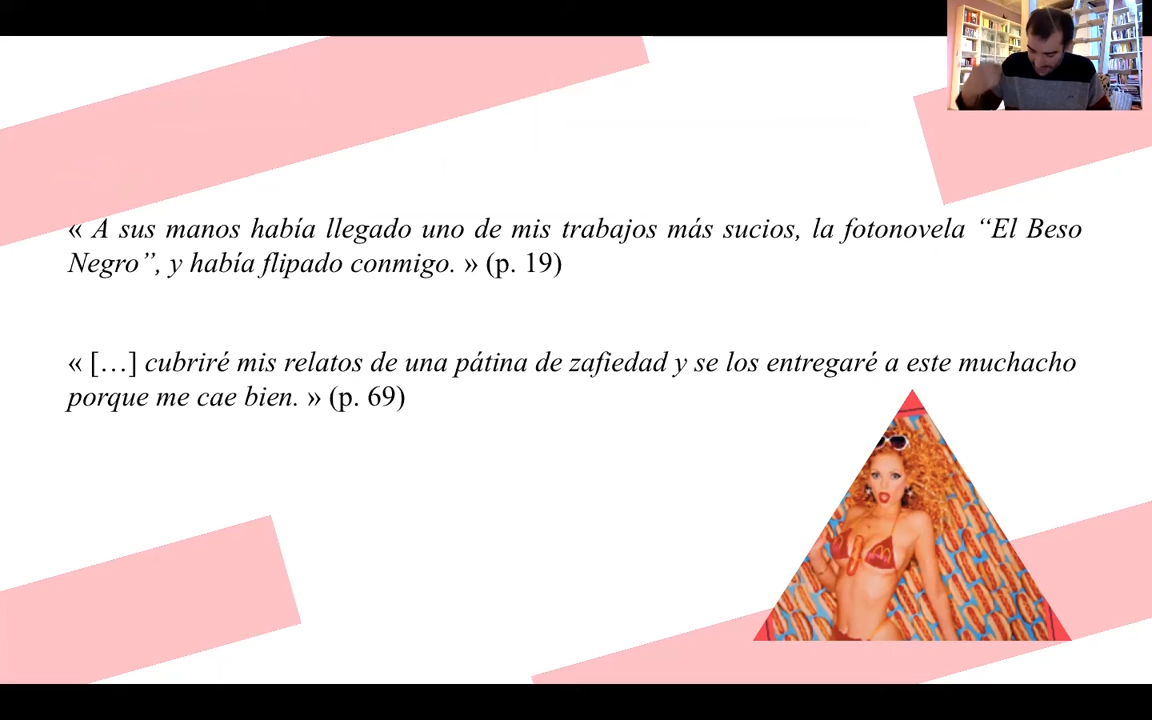 « A sus manos había llegado uno de mis trabajos más sucios, la fotonovela “El Beso
Negro”, y había flipado conmigo. » (p. 19)
« […] cubriré mis relatos de una pátina de zafiedad y se los entregaré a este muchacho
porque me cae bien. » (p. 69)